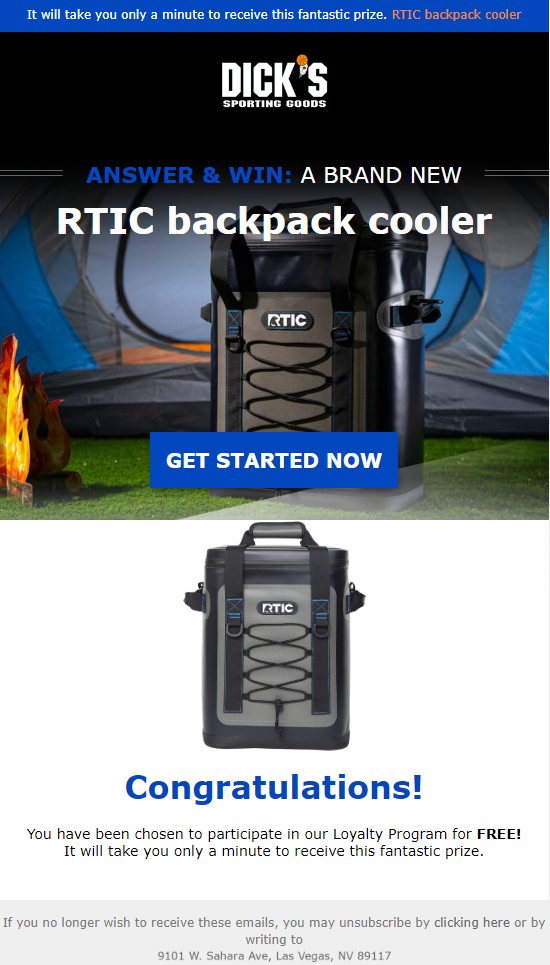 It will take you only a minute to receive this fantastic prize. RTIC backpack cooler
DICK'S
SPORTING GOODS
ANSWER & WIN: A BRAND NEW
RTIC backpack cooler
RTIC
GET STARTED NOW
RTIC
Congratulations!
You have been chosen to participate in our Loyalty Program for FREE!
It will take you only a minute to receive this fantastic prize.
If you no longer wish to receive these emails, you may unsubscribe by clicking here or by
writing to
9101 W. Sahara Ave, Las Vegas, NV 89117